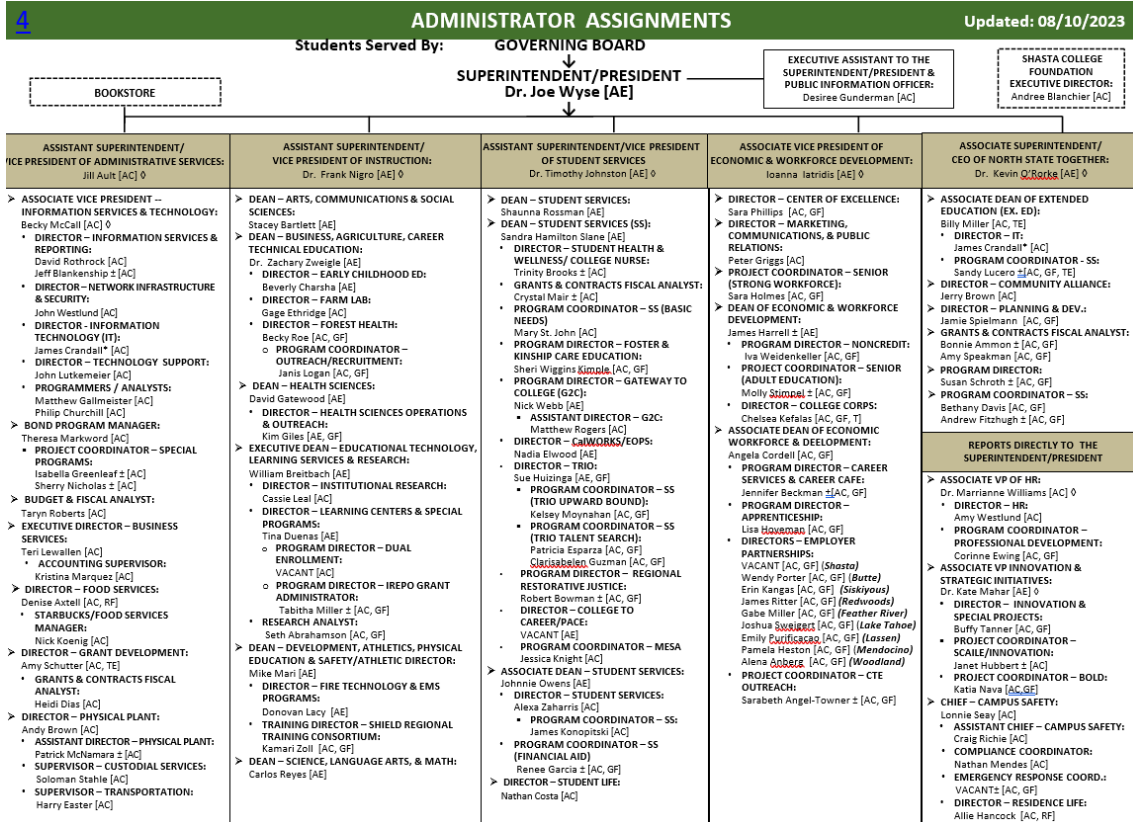 4
ADMINISTRATOR ASSIGNMENTS
Updated: 08/10/2023
Students Served By:
GOVERNING BOARD
SUPERINTENDENT/PRESIDENT
Dr. Joe Wyse [AE]
EXECUTIVE ASSISTANT TO THE
SUPERINTENDENT/PRESIDENT &
PUBLIC INFORMATION OFFICER:
Desiree Gunderman [AC]
SHASTA COLLEGE
FOUNDATION
EXECUTIVE DIRECTOR:
Andree Blanchier [AC]
BOOKSTORE
ASSISTANT SUPERINTENDENT/
VICE PRESIDENT OF ADMINISTRATIVE SERVICES:
Jill Ault [AC] ◊
➢ ASSOCIATE VICE PRESIDENT --
INFORMATION SERVICES & TECHNOLOGY:
Becky McCall [AC] ◊
• DIRECTOR – INFORMATION SERVICES &
REPORTING:
David Rothrock [AC]
Jeff Blankenship ± [AC]
• DIRECTOR – NETWORK INFRASTRUCTURE
& SECURITY:
John Westlund [AC]
• DIRECTOR - INFORMATION
TECHNOLOGY (IT):
James Crandall* [AC]
• DIRECTOR – TECHNOLOGY SUPPORT:
John Lutkemeier [AC]
• PROGRAMMERS / ANALYSTS:
Matthew Gallmeister [AC]
Philip Churchill [AC]
➢ BOND PROGRAM MANAGER:
Theresa Markword [AC]
▪ PROJECT COORDINATOR – SPECIAL
PROGRAMS:
Isabella Greenleaf ± [AC]
Sherry Nicholas ± [AC]
➢ BUDGET & FISCAL ANALYST:
Taryn Roberts [AC]
➢ EXECUTIVE DIRECTOR – BUSINESS
SERVICES:
Teri Lewallen [AC]
• ACCOUNTING SUPERVISOR:
Kristina Marquez [AC]
➢ DIRECTOR – FOOD SERVICES:
Denise Axtell [AC, RF]
• STARBUCKS/FOOD SERVICES
MANAGER:
Nick Koenig [AC]
➢ DIRECTOR – GRANT DEVELOPMENT:
Amy Schutter [AC, TE]
• GRANTS & CONTRACTS FISCAL
ANALYST:
Heidi Dias [AC]
➢ DIRECTOR – PHYSICAL PLANT:
Andy Brown [AC]
• ASSISTANT DIRECTOR – PHYSICAL PLANT:
Patrick McNamara ± [AC]
• SUPERVISOR – CUSTODIAL SERVICES:
Soloman Stahle [AC]
• SUPERVISOR – TRANSPORTATION:
Harry Easter [AC]
ASSISTANT SUPERINTENDENT/
VICE PRESIDENT OF INSTRUCTION:
Dr. Frank Nigro [AE] ◊
➢ DEAN – ARTS, COMMUNICATIONS & SOCIAL
SCIENCES:
Stacey Bartlett [AE]
➢ DEAN – BUSINESS, AGRICULTURE, CAREER
TECHNICAL EDUCATION:
Dr. Zachary Zweigle [AE]
• DIRECTOR – EARLY CHILDHOOD ED:
Beverly Charsha [AE]
• DIRECTOR – FARM LAB:
Gage Ethridge [AC]
• DIRECTOR – FOREST HEALTH:
Becky Roe [AC, GF]
o PROGRAM COORDINATOR –
OUTREACH/RECRUITMENT:
Janis Logan [AC, GF]
➢ DEAN – HEALTH SCIENCES:
David Gatewood [AE]
• DIRECTOR – HEALTH SCIENCES OPERATIONS
& OUTREACH:
Kim Giles [AE, GF]
➢ EXECUTIVE DEAN – EDUCATIONAL TECHNOLOGY,
LEARNING SERVICES & RESEARCH:
William Breitbach [AE]
• DIRECTOR – INSTITUTIONAL RESEARCH:
Cassie Leal [AC]
• DIRECTOR – LEARNING CENTERS & SPECIAL
PROGRAMS:
Tina Duenas [AE]
o PROGRAM DIRECTOR – DUAL
ENROLLMENT:
VACANT [AC]
o PROGRAM DIRECTOR – IREPO GRANT
ADMINISTRATOR:
Tabitha Miller ± [AC, GF]
• RESEARCH ANALYST:
Seth Abrahamson [AC, GF]
➢ DEAN – DEVELOPMENT, ATHLETICS, PHYSICAL
EDUCATION & SAFETY/ATHLETIC DIRECTOR:
Mike Mari [AE]
• DIRECTOR – FIRE TECHNOLOGY & EMS
PROGRAMS:
Donovan Lacy [AE]
• TRAINING DIRECTOR – SHIELD REGIONAL
TRAINING CONSORTIUM:
Kamari Zoll [AC, GF]
➢ DEAN – SCIENCE, LANGUAGE ARTS, & MATH:
Carlos Reyes [AE]
ASSISTANT SUPERINTENDENT/VICE PRESIDENT
OF STUDENT SERVICES
Dr. Timothy Johnston [AE] ◊
➢ DEAN – STUDENT SERVICES:
Shaunna Rossman [AE]
➢ DEAN – STUDENT SERVICES (SS):
Sandra Hamilton Slane [AE]
• DIRECTOR – STUDENT HEALTH &
WELLNESS/ COLLEGE NURSE:
Trinity Brooks ± [AC]
• GRANTS & CONTRACTS FISCAL ANALYST:
Crystal Mair ± [AC]
• PROGRAM COORDINATOR – SS (BASIC
NEEDS)
Mary St. John [AC]
• PROGRAM DIRECTOR – FOSTER &
KINSHIP CARE EDUCATION:
Sheri Wiggins Kimple [AC, GF]
• PROGRAM DIRECTOR – GATEWAY TO
COLLEGE (G2C):
Nick Webb [AE]
▪ ASSISTANT DIRECTOR – G2C:
Matthew Rogers [AC]
• DIRECTOR – CalWORKS/EOPS:
Nadia Elwood [AE]
• DIRECTOR – TRIO:
Sue Huizinga [AE, GF]
▪ PROGRAM COORDINATOR – SS
(TRIO UPWARD BOUND):
Kelsey Moynahan [AC, GF]
▪ PROGRAM COORDINATOR – SS
(TRIO TALENT SEARCH):
Patricia Esparza [AC, GF]
Clarisabelen Guzman [AC, GF]
• PROGRAM DIRECTOR – REGIONAL
RESTORATIVE JUSTICE:
Robert Bowman ± [AC, GF]
• DIRECTOR – COLLEGE TO
CAREER/PACE:
VACANT [AE]
• PROGRAM COORDINATOR – MESA
Jessica Knight [AC]
➢ ASSOCIATE DEAN – STUDENT SERVICES:
Johnnie Owens [AE]
• DIRECTOR – STUDENT SERVICES:
Alexa Zaharris [AC]
▪ PROGRAM COORDINATOR – SS:
James Konopitski [AC]
• PROGRAM COORDINATOR – SS
(FINANCIAL AID)
Renee Garcia ± [AC, GF]
➢ DIRECTOR – STUDENT LIFE:
Nathan Costa [AC]
ASSOCIATE VICE PRESIDENT OF
ECONOMIC & WORKFORCE DEVELOPMENT:
Ioanna Iatridis [AE] ◊
➢ DIRECTOR – CENTER OF EXCELLENCE:
Sara Phillips [AC, GF]
➢ DIRECTOR – MARKETING,
COMMUNICATIONS, & PUBLIC
RELATIONS:
Peter Griggs [AC]
➢ PROJECT COORDINATOR – SENIOR
(STRONG WORKFORCE):
Sara Holmes [AC, GF]
➢ DEAN OF ECONOMIC & WORKFORCE
DEVELOPMENT:
James Harrell ± [AE]
• PROGRAM DIRECTOR – NONCREDIT:
Iva Weidenkeller [AC, GF]
• PROJECT COORDINATOR – SENIOR
(ADULT EDUCATION):
Molly Stimpel ± [AC, GF]
• DIRECTOR – COLLEGE CORPS:
Chelsea Kefalas [AC, GF, T]
➢ ASSOCIATE DEAN OF ECONOMIC
WORKFORCE & DEELOPMENT:
Angela Cordell [AC, GF]
• PROGRAM DIRECTOR – CAREER
SERVICES & CAREER CAFE:
Jennifer Beckman ±[AC, GF]
• PROGRAM DIRECTOR –
APPRENTICESHIP:
Lisa Hoveman [AC, GF]
• DIRECTORS – EMPLOYER
PARTNERSHIPS:
VACANT [AC, GF] (Shasta)
Wendy Porter [AC, GF] (Butte)
Erin Kangas [AC, GF] (Siskiyous)
James Ritter [AC, GF] (Redwoods)
Gabe Miller [AC, GF] (Feather River)
Joshua Sweigert [AC, GF] (Lake Tahoe)
Emily Purificacao [AC, GF] (Lassen)
Pamela Heston [AC, GF] (Mendocino)
Alena Anberg [AC, GF] (Woodland)
• PROJECT COORDINATOR – CTE
OUTREACH:
Sarabeth Angel-Towner ± [AC, GF]
ASSOCIATE SUPERINTENDENT/
CEO OF NORTH STATE TOGETHER:
Dr. Kevin O'Rorke [AE] ◊
➢ ASSOCIATE DEAN OF EXTENDED
EDUCATION (EX. ED):
Billy Miller [AC, TE]
• DIRECTOR – IT:
James Crandall* [AC]
• PROGRAM COORDINATOR - SS:
Sandy Lucero ±[AC, GF, TE]
➢ DIRECTOR – COMMUNITY ALLIANCE:
Jerry Brown [AC]
➢ DIRECTOR – PLANNING & DEV.:
Jamie Spielmann [AC, GF]
➢ GRANTS & CONTRACTS FISCAL ANALYST:
Bonnie Ammon ± [AC, GF]
Amy Speakman [AC, GF]
➢ PROGRAM DIRECTOR:
Susan Schroth ± [AC, GF]
➢ PROGRAM COORDINATOR – SS:
Bethany Davis [AC, GF]
Andrew Fitzhugh ± [AC, GF]
REPORTS DIRECTLY TO THE
SUPERINTENDENT/PRESIDENT
➢ ASSOCIATE VP OF HR:
Dr. Marrianne Williams [AC] ◊
• DIRECTOR – HR:
Amy Westlund [AC]
• PROGRAM COORDINATOR –
PROFESSIONAL DEVELOPMENT:
Corinne Ewing [AC, GF]
➢ ASSOCIATE VP INNOVATION &
STRATEGIC INITIATIVES:
Dr. Kate Mahar [AE] ◊
• DIRECTOR – INNOVATION &
SPECIAL PROJECTS:
Buffy Tanner [AC, GF]
▪ PROJECT COORDINATOR –
SCAILE/INNOVATION:
Janet Hubbert ± [AC]
▪ PROJECT COORDINATOR – BOLD:
Katia Nava [AC,GF]
➢ CHIEF – CAMPUS SAFETY:
Lonnie Seay [AC]
• ASSISTANT CHIEF – CAMPUS SAFETY:
Craig Richie [AC]
• COMPLIANCE COORDINATOR:
Nathan Mendes [AC]
• EMERGENCY RESPONSE COORD.:
VACANT± [AC, GF]
• DIRECTOR – RESIDENCE LIFE:
Allie Hancock [AC, RF]